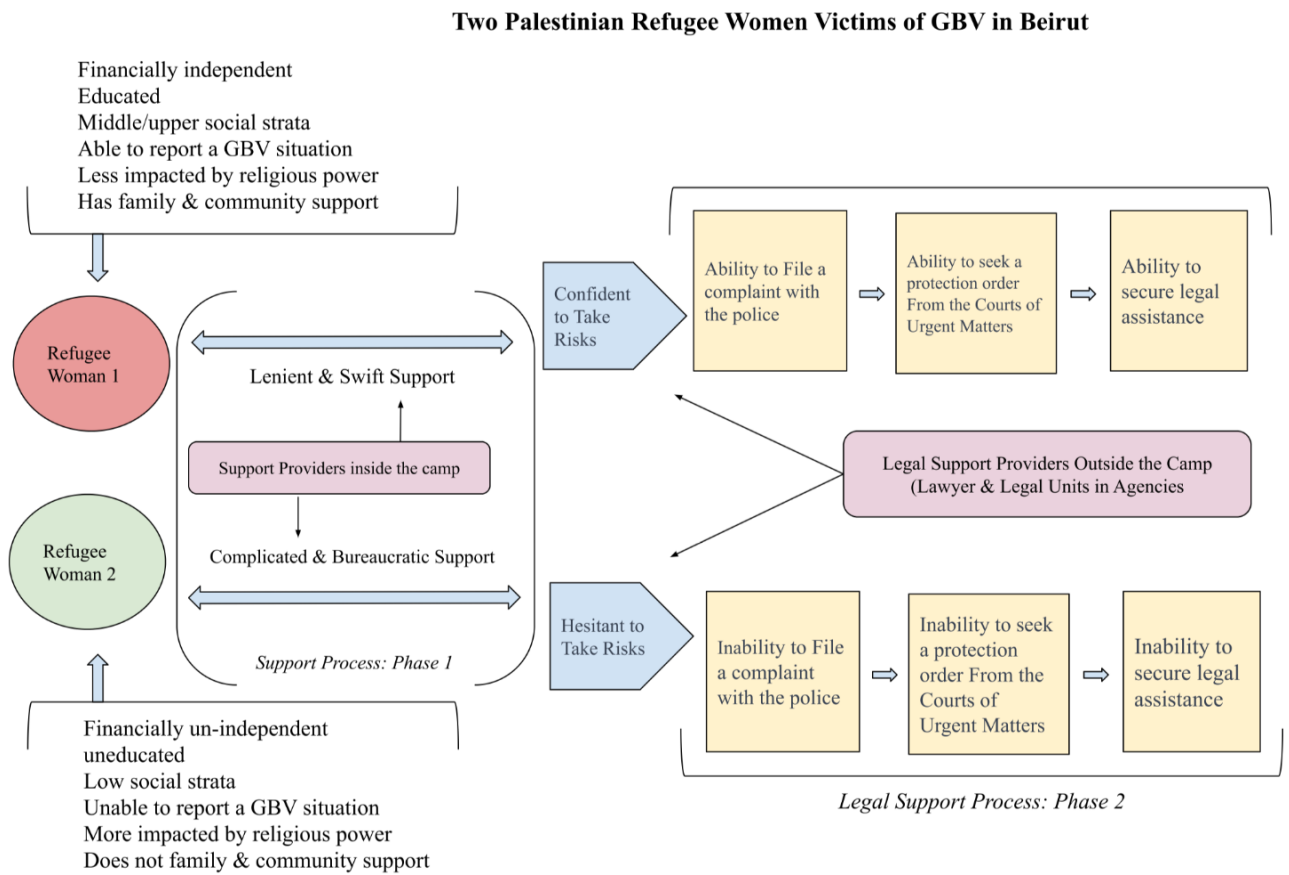 Two Palestinian Refugee Women Victims of GBV in Beirut
Financially independent
Educated
Middle/upper social strata
Able to report a GBV situation
Less impacted by religious power
Has family & community support
Refugee
Woman 1
Lenient & Swift Support
Support Providers inside the camp
Complicated & Bureaucratic Support
Support Process: Phase 1
Refugee
Woman 2
Financially un-independent
uneducated
Low social strata
Unable to report a GBV situation
More impacted by religious power
Does not family & community support
Confident
to Take
Risks
Ability to File a
complaint with
the police
Ability to seek a
protection order
From the Courts of
Urgent Matters
Ability to
secure legal
assistance
Legal Support Providers Outside the Camp
(Lawyer & Legal Units in Agencies
Hesitant to
Take Risks
Inability to File
a complaint
with the police
Inability to seek
a protection
order From the
Courts of
Urgent Matters
Inability to
secure legal
assistance
Legal Support Process: Phase 2